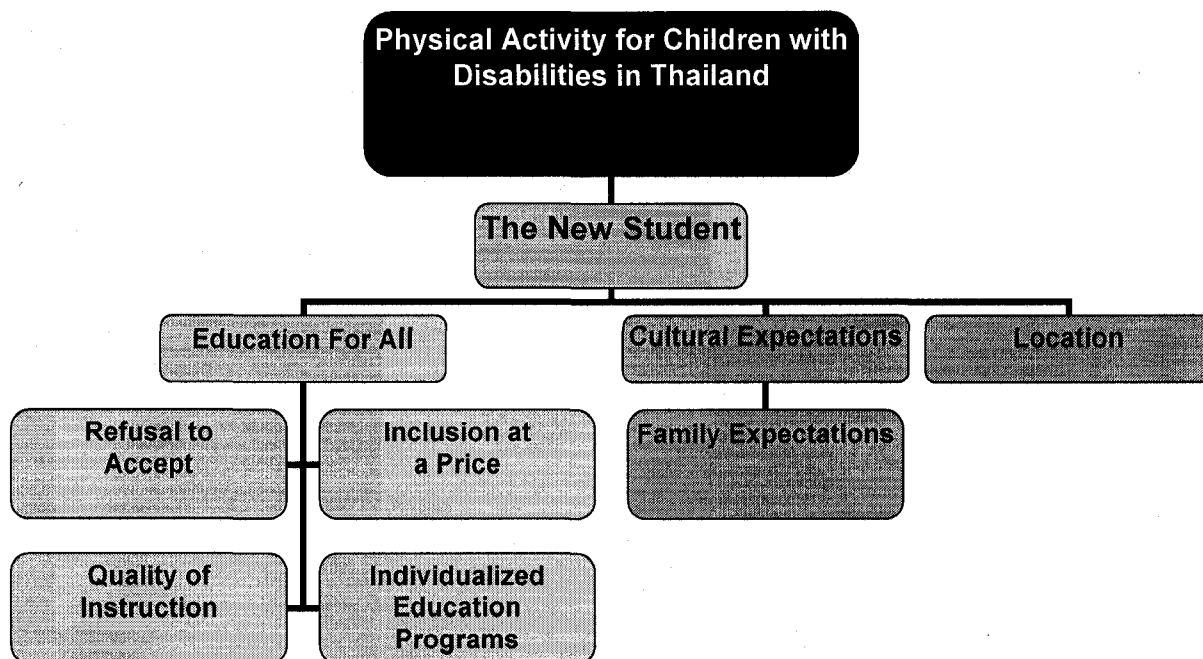 Physical Activity for Children with
Disabilities in Thailand
The New Student
Education For All
Cultural Expectations
Location
Refusal to
Accept
Inclusion at
a Price
Family Expectations
Quality of
Instruction
Individualized
Education
Programs